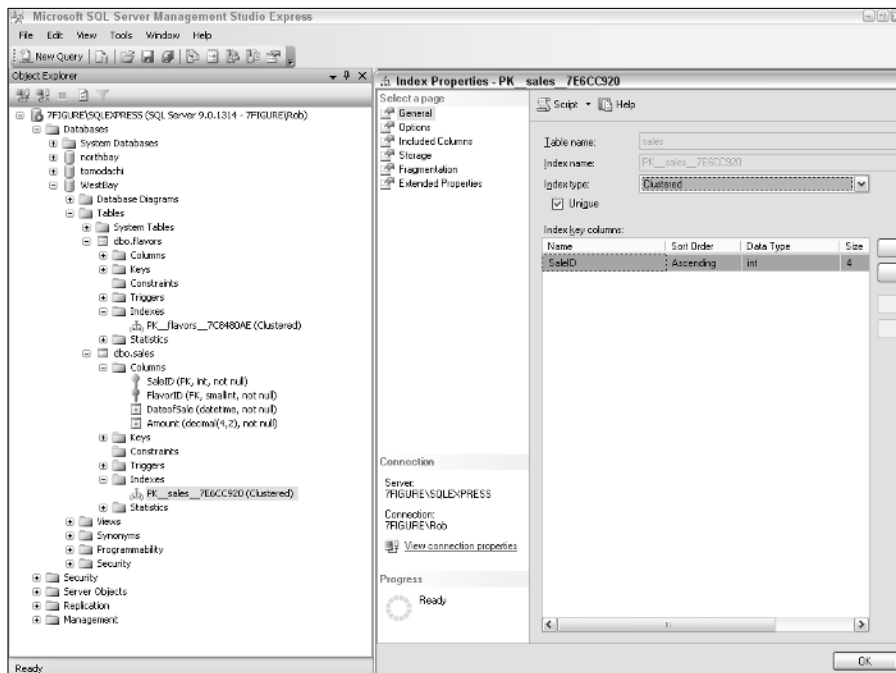 Microsoft SQL Server Management Studio Express
File Edit View Tools Window Help
New Query
Object Explorer
7FIGURE\SQLEXPRESS (SQL Server 9.0.1314 - 7FIGURE\Rob)
Databases
System Databases
northbay
tomodachi
WestBay
Database Diagrams
Tables
System Tables
dbo.flavors
Columns
Keys
Constraints
Triggers
Indexes
PK__flavors__7C8480AE (Clustered)
Statistics
dbo.sales
Columns
SaleID (PK, int, not null)
FlavorID (PK, smallint, not null)
DateofSale (datetime, not null)
Amount (decimal(4,2), not null)
Keys
Constraints
Triggers
Indexes
PK__sales__7E6CC920 (Clustered)
Statistics
Views
Synonyms
Programmability
Security
Security
Server Objects
Replication
Management
Ready
Index Properties - PK__sales__7E6CC920
Select a page
General
Options
Included Columns
Storage
Fragmentation
Extended Properties
Connection
Server:
7FIGURE\SQLEXPRESS
Connection:
7FIGURE\Rob
View connection properties
Progress
Ready
Script Help
Table name: sales
Index name: PK__sales__7E6CC920
Index type: Clustered
Unique
Index key columns:
Name Sort Order Data Type Size
SaleID Ascending int 4
OK